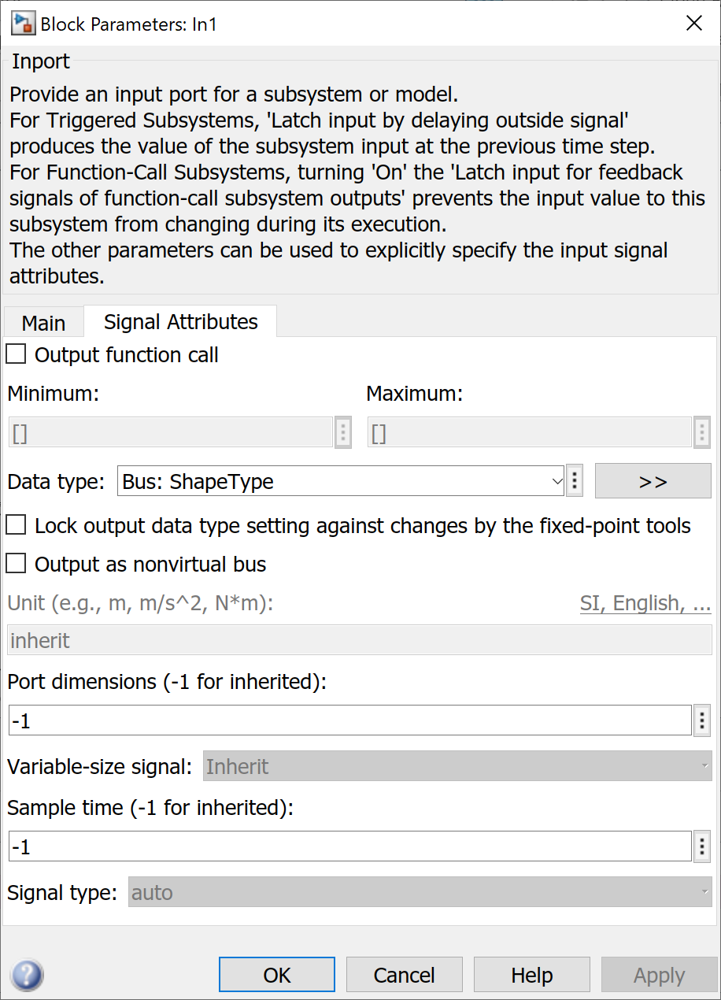 Block Parameters: In1
Inport
Provide an input port for a subsystem or model.
For Triggered Subsystems, 'Latch input by delaying outside signal'
produces the value of the subsystem input at the previous time step.
For Function-Call Subsystems, turning 'On' the 'Latch input for feedback
signals of function-call subsystem outputs' prevents the input value to this
subsystem from changing during its execution.
The other parameters can be used to explicitly specify the input signal
attributes.
Main Signal Attributes
Output function call
Minimum: Maximum:
[] []
Data type: Bus: ShapeType >>
Lock output data type setting against changes by the fixed-point tools
Output as nonvirtual bus
Unit (e.g., m, m/s^2, N*m): SI, English, ...
inherit
Port dimensions (-1 for inherited):
-1
Variable-size signal: Inherit
Sample time (-1 for inherited):
-1
Signal type: auto
? OK Cancel Help Apply